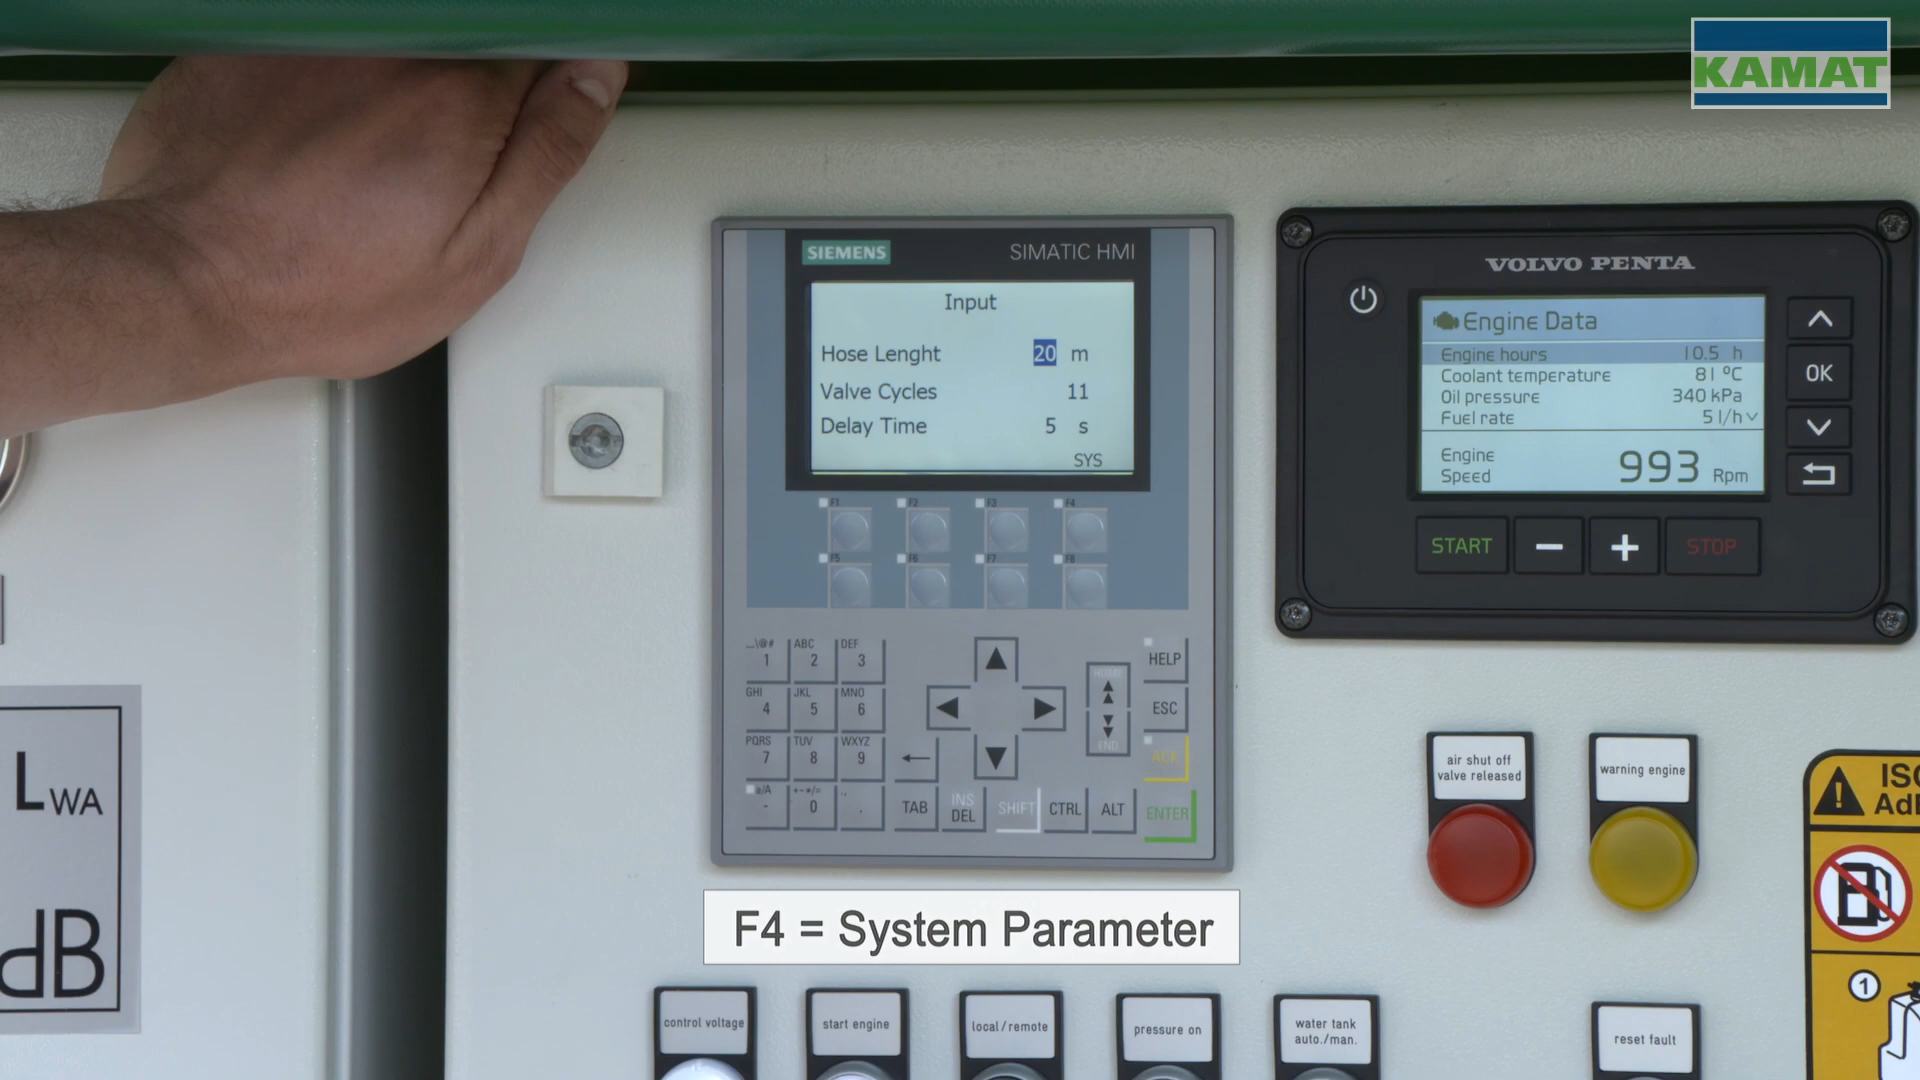 KAMAT
SIEMENS
SIMATIC HMI
Input
Hose Lenght 20 m
Valve Cycles 11
Delay Time 5 s
SYS
F1 F2 F3 F4
F5 F6 F7 F8
1 ABC 2 DEF 3
GHI 4 JKL 5 MNO 6
PQRS 7 TUV 8 WXYZ 9
a/A - +-*/= 0 .
TAB
INS DEL
SHIFT
CTRL
ALT
HOME
END
HELP
ESC
ACK
ENTER
VOLVO PENTA
Engine Data
Engine hours 10.5 h
Coolant temperature 81 ºC
Oil pressure 340 kPa
Fuel rate 5 l/h
Engine
Speed 993 Rpm
OK
START - + STOP
air shut off
valve released
warning engine
LWA
dB
F4 = System Parameter
control voltage
start engine
local/remote
pressure on
water tank
auto./man.
reset fault
1